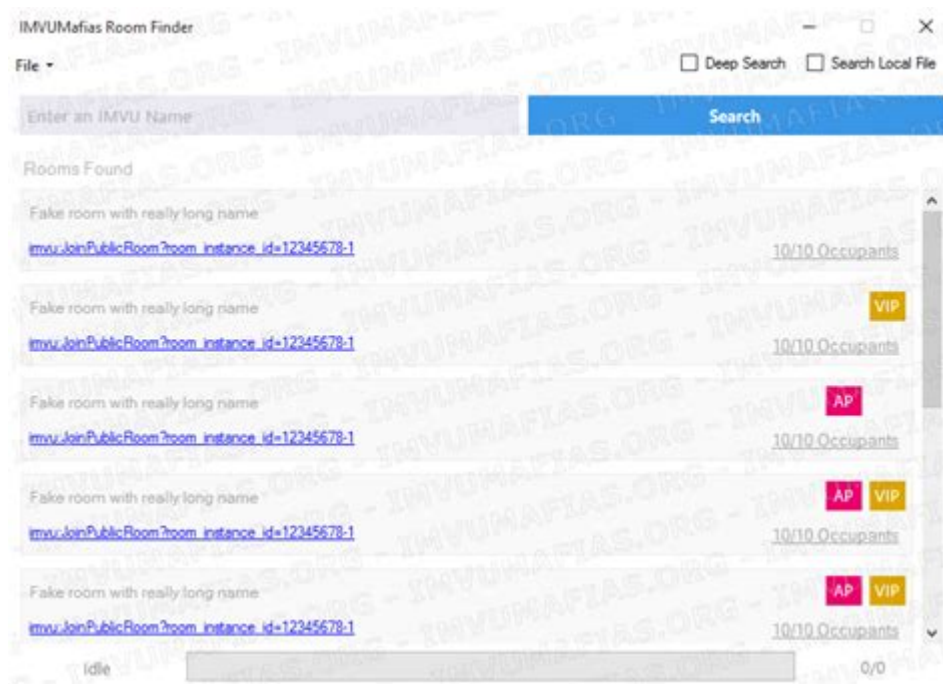 IMVUMafias Room Finder
File
Deep Search
Search Local File
Enter an IMVU Name
Search
Rooms Found
Fake room with really long name
imvu:JoinPublicRoom?room_instance_id=12345678-1
10/10 Occupants
Fake room with really long name
VIP
imvu:JoinPublicRoom?room_instance_id=12345678-1
10/10 Occupants
Fake room with really long name
AP
imvu:JoinPublicRoom?room_instance_id=12345678-1
10/10 Occupants
Fake room with really long name
AP VIP
imvu:JoinPublicRoom?room_instance_id=12345678-1
10/10 Occupants
Fake room with really long name
AP VIP
imvu:JoinPublicRoom?room_instance_id=12345678-1
10/10 Occupants
Idle
0/0
IMVUMAFIAS.ORG - IMVUMAFIAS.ORG